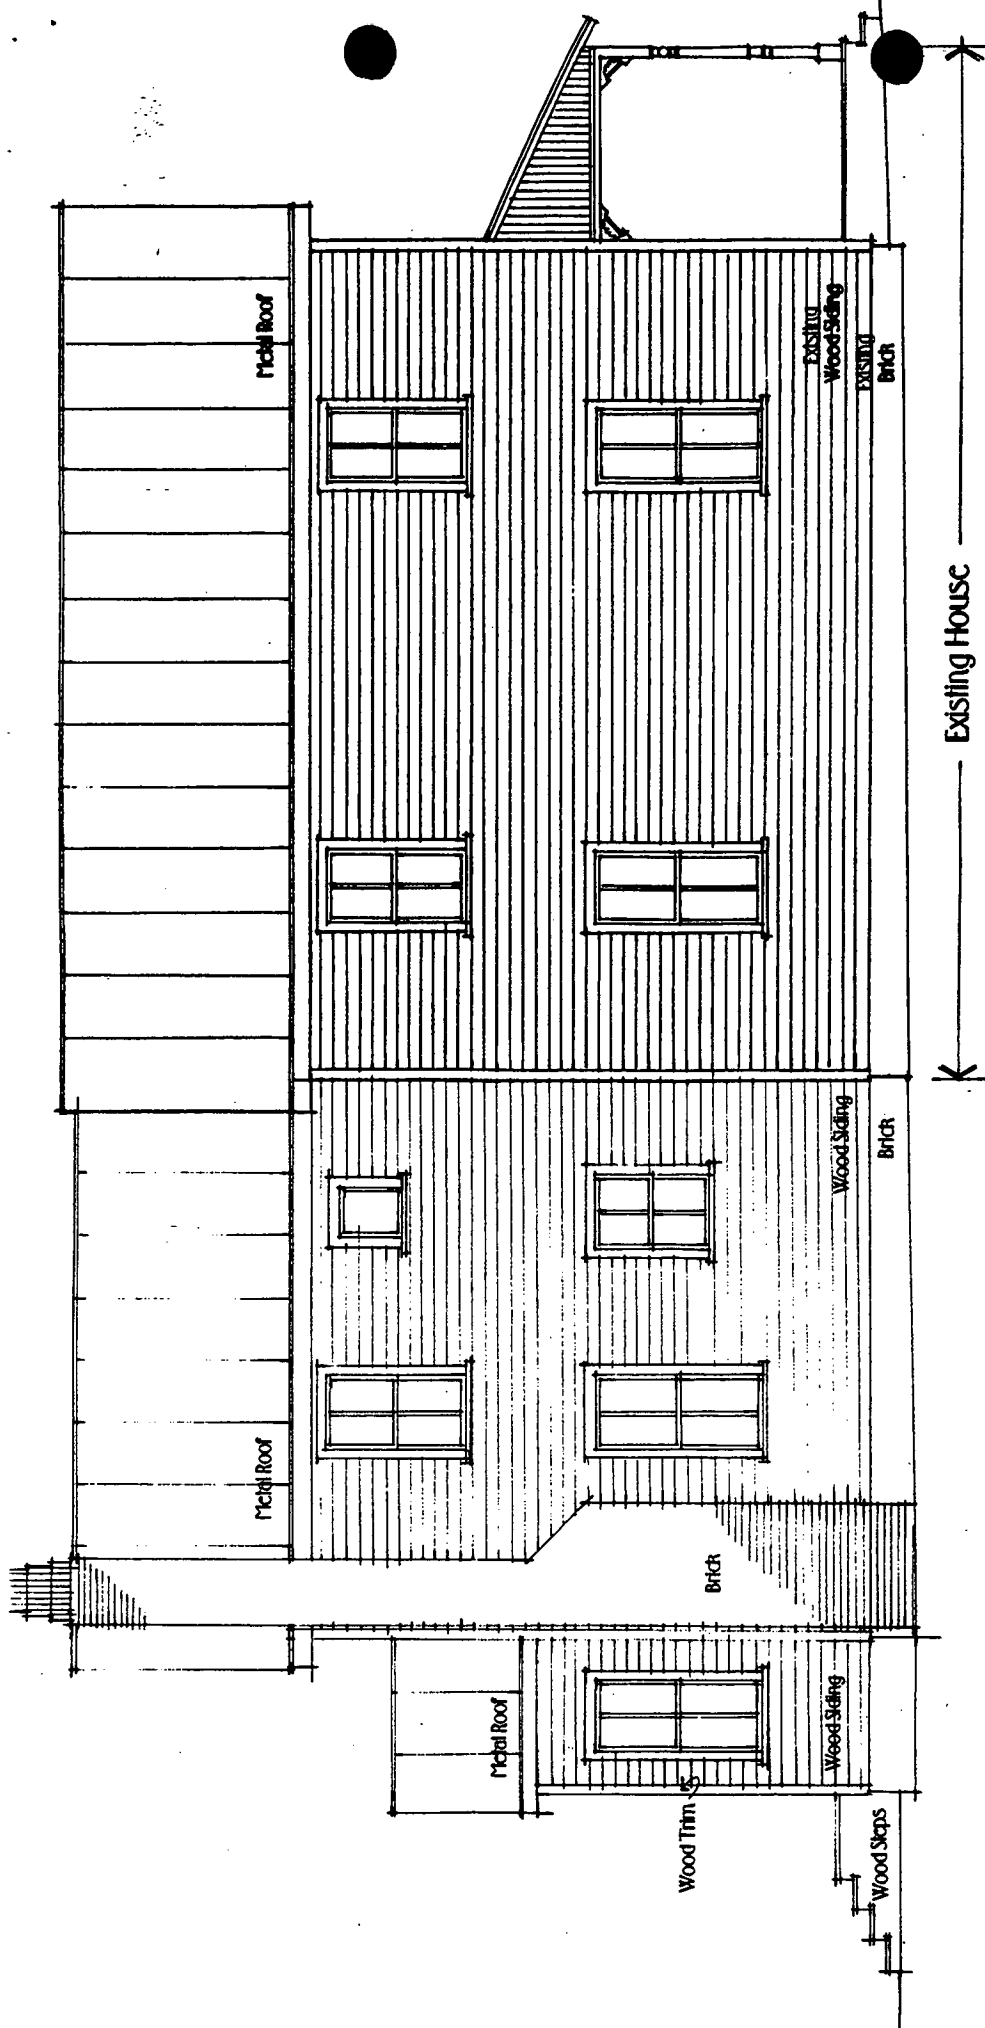 Metal Roof
Metal Roof
Metal Roof
Existing
Wood Siding
Existing
Brick
Wood Siding
Brick
Brick
Wood Siding
Wood Trim
Wood Steps
Existing House